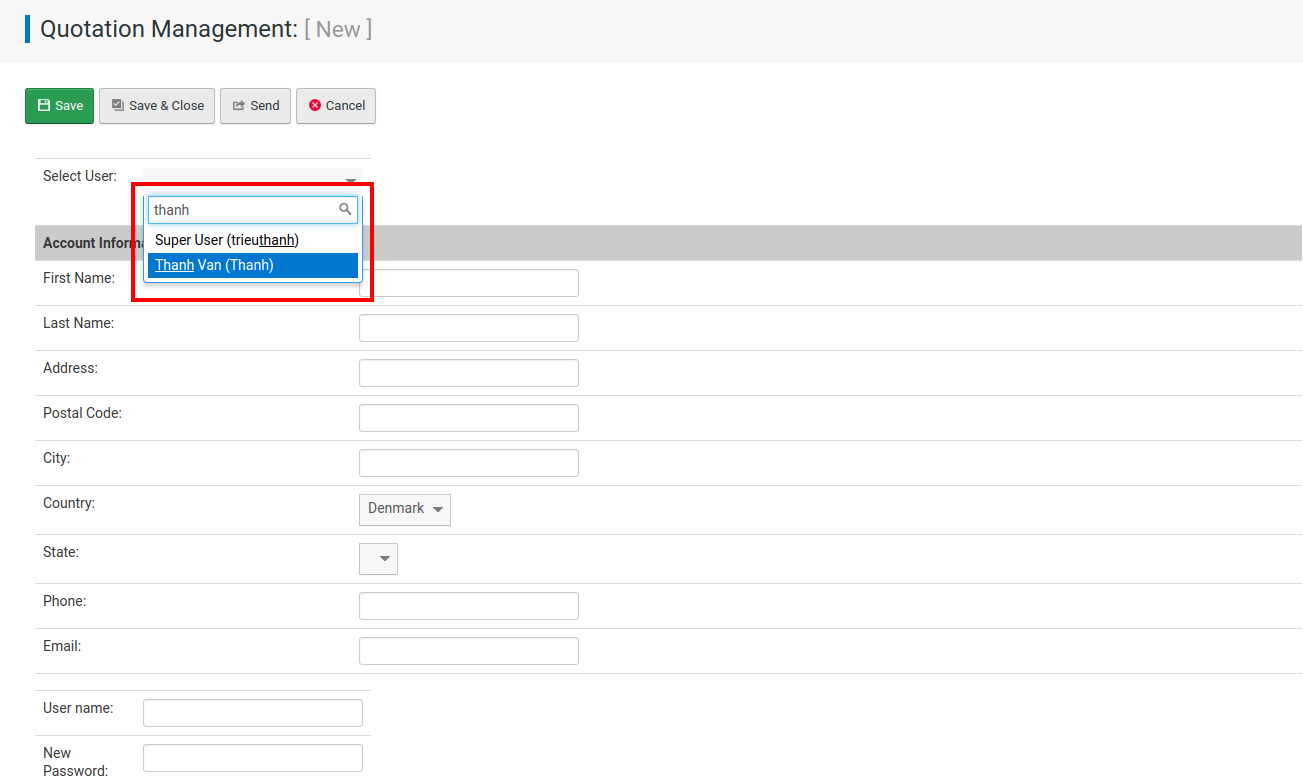 Quotation Management: [ New ]
Save
Save & Close
Send
Cancel
Select User:
thanh
Super User (trieuthanh)
Thanh Van (Thanh)
Account Informa
First Name:
Last Name:
Address:
Postal Code:
City:
Country:
Denmark
State:
Phone:
Email:
User name:
New
Password: